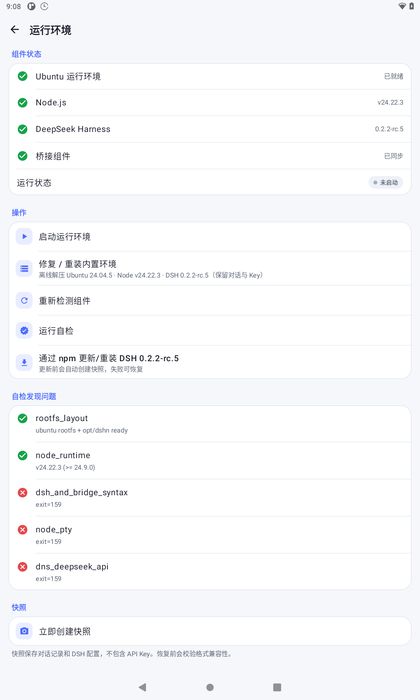 9:08
运行环境
组件状态
Ubuntu 运行环境
已就绪
Node.js
v24.22.3
DeepSeek Harness
0.2.2-rc.5
桥接组件
已同步
运行状态
未启动
操作
启动运行环境
修复 / 重装内置环境
离线解压 Ubuntu 24.04.5 · Node v24.22.3 · DSH 0.2.2-rc.5（保留对话与 Key）
重新检测组件
运行自检
通过 npm 更新/重装 DSH 0.2.2-rc.5
更新前会自动创建快照，失败可恢复
自检发现问题
rootfs_layout
ubuntu rootfs + opt/dshn ready
node_runtime
v24.22.3 (>= 24.9.0)
dsh_and_bridge_syntax
exit=159
node_pty
exit=159
dns_deepseek_api
exit=159
快照
立即创建快照
快照保存对话记录和 DSH 配置，不包含 API Key。恢复前会校验格式兼容性。